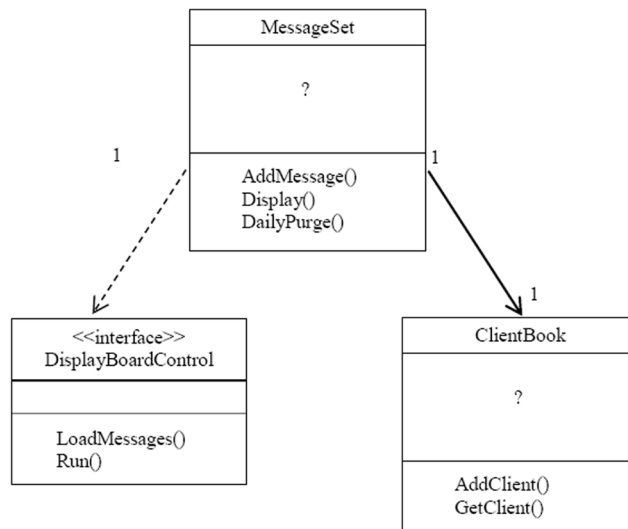 MessageSet
?
AddMessage()
Display()
DailyPurge()
1
1
1
<<interface>>
DisplayBoardControl
LoadMessages()
Run()
ClientBook
?
AddClient()
GetClient()